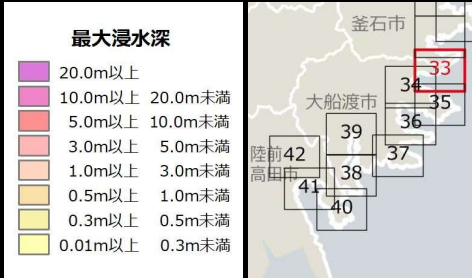 最大浸水深
20.0m以上
10.0m以上 20.0m未満
5.0m以上 10.0m未満
3.0m以上 5.0m未満
1.0m以上 3.0m未満
0.5m以上 1.0m未満
0.3m以上 0.5m未満
0.01m以上 0.3m未満
釜石市
33
34
35
大船渡市
36
39
37
陸前
高田市
42
38
41
40